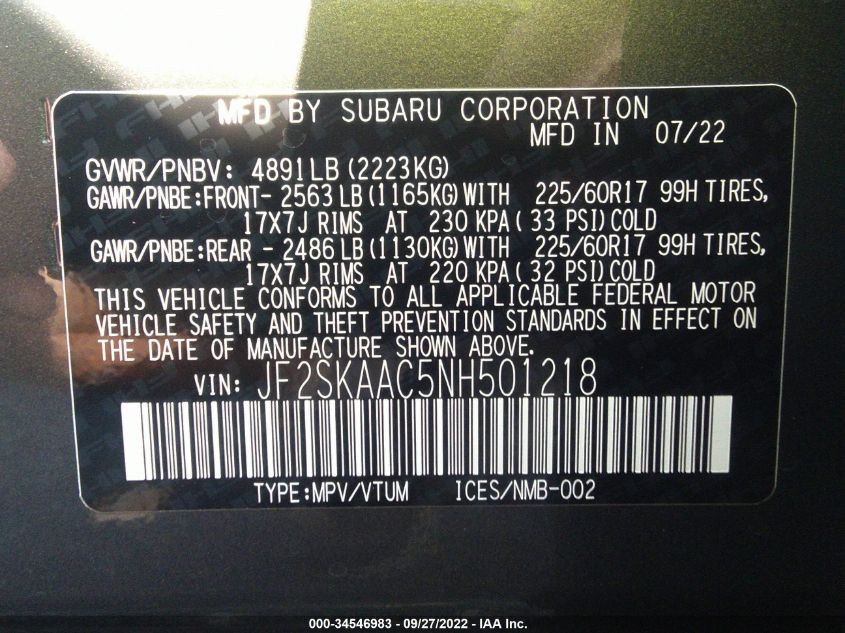 MFD BY SUBARU CORPORATION
MFD IN 07/22
GVWR/PNBV: 4891LB (2223KG)
GAWR/PNBE:FRONT- 2563 LB (1165KG) WITH 225/60R17 99H TIRES,
17X7J RIMS AT 230 KPA ( 33 PSI) COLD
GAWR/PNBE:REAR - 2486 LB (1130KG) WITH 225/60R17 99H TIRES,
17X7J RIMS AT 220 KPA ( 32 PSI) COLD
THIS VEHICLE CONFORMS TO ALL APPLICABLE FEDERAL MOTOR
VEHICLE SAFETY AND THEFT PREVENTION STANDARDS IN EFFECT ON
THE DATE OF MANUFACTURE SHOWN ABOVE.
VIN: JF2SKAAC5NH501218
TYPE:MPV/VTUM ICES/NMB-002
000-34546983 - 09/27/2022 - IAA Inc.